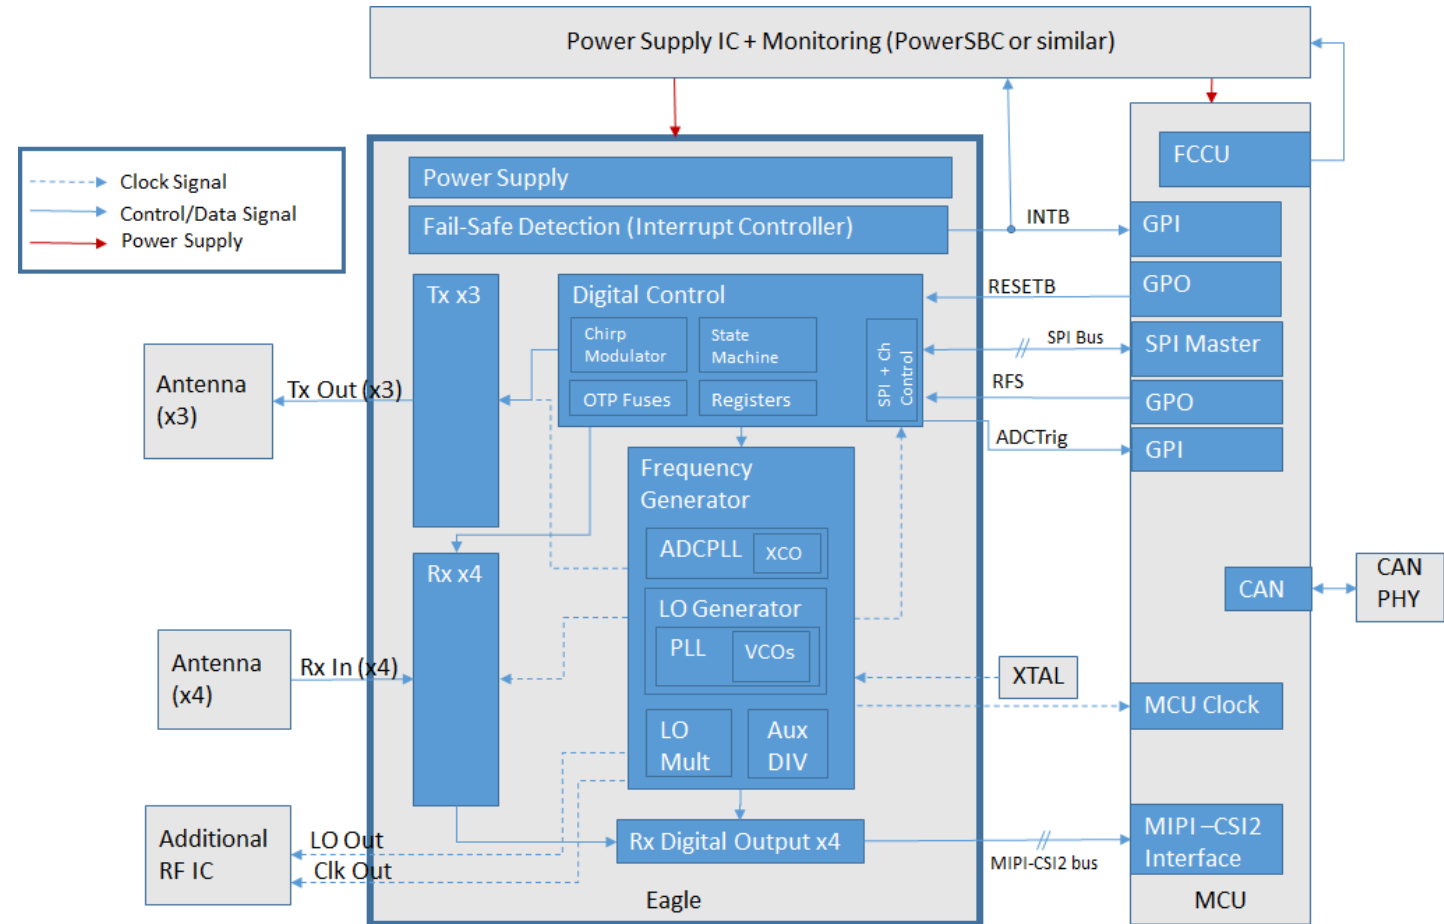 Power Supply IC + Monitoring (PowerSBC or similar)
Clock Signal
Control/Data Signal
Power Supply
Power Supply
Fail-Safe Detection (Interrupt Controller)
Tx x3
Digital Control
Chirp
Modulator
State
Machine
OTP Fuses
Registers
SPI + Ch
Control
Antenna
(x3)
Tx Out (x3)
Frequency
Generator
ADCPLL
XCO
LO Generator
PLL
VCOs
LO
Mult
Aux
DIV
Rx x4
Antenna
(x4)
Rx In (x4)
Additional
RF IC
LO Out
Clk Out
Rx Digital Output x4
Eagle
INTB
RESETB
SPI Bus
RFS
ADCTrig
XTAL
MIPI-CSI2 bus
FCCU
GPI
GPO
SPI Master
GPO
GPI
CAN
CAN
PHY
MCU Clock
MIPI –CSI2
Interface
MCU